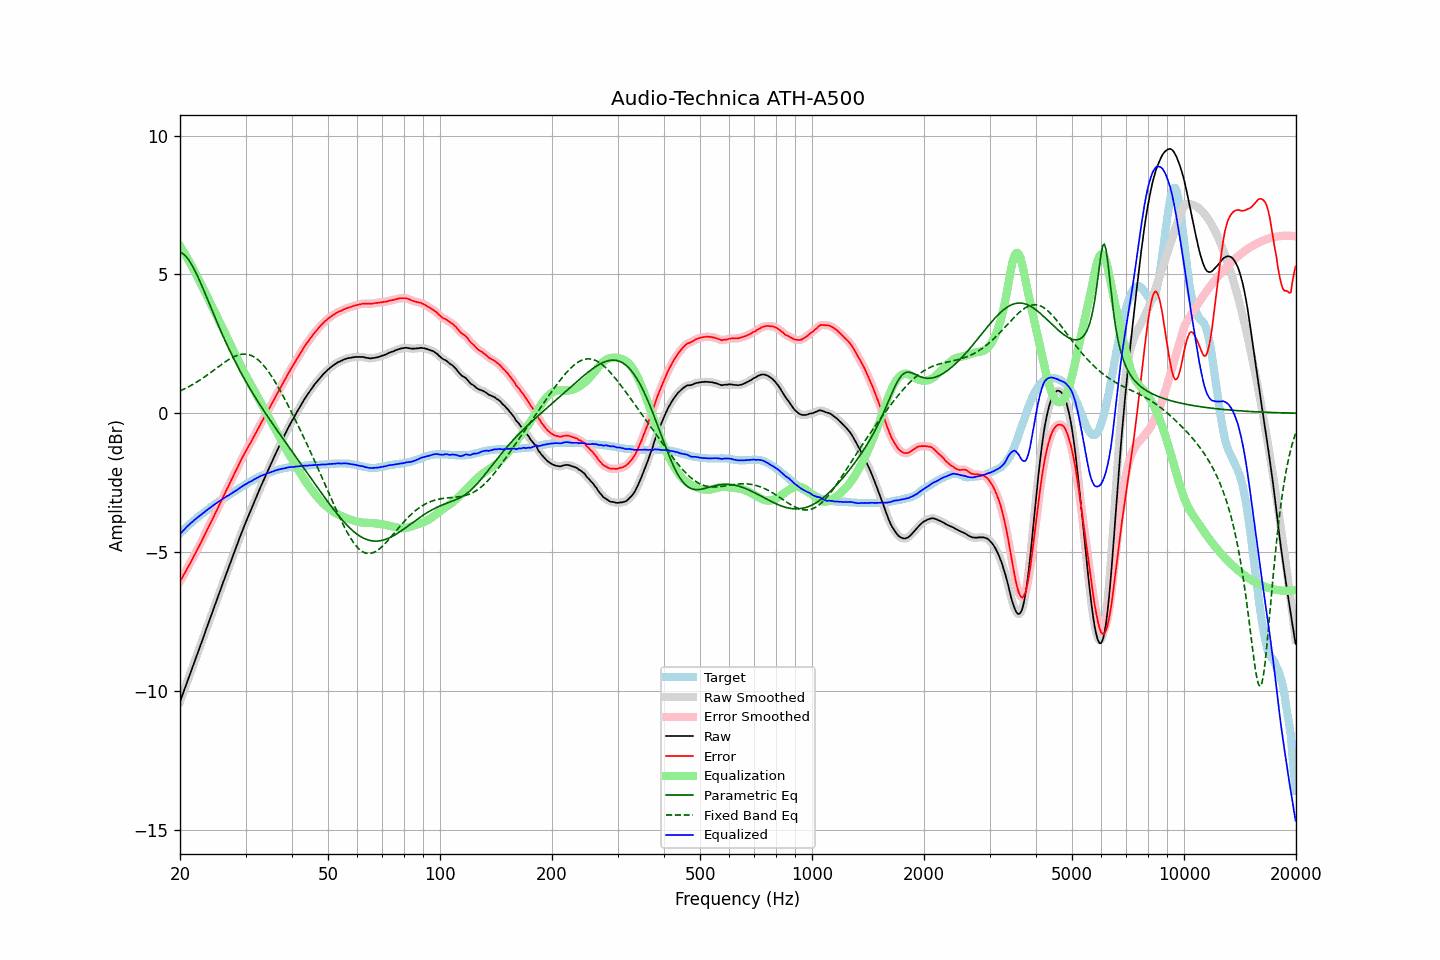 Audio-Technica ATH-A500
Amplitude (dBr)
10
5
0
−5
−10
−15
20
50
100
200
500
1000
2000
5000
10000
20000
Frequency (Hz)
Target
Raw Smoothed
Error Smoothed
Raw
Error
Equalization
Parametric Eq
Fixed Band Eq
Equalized